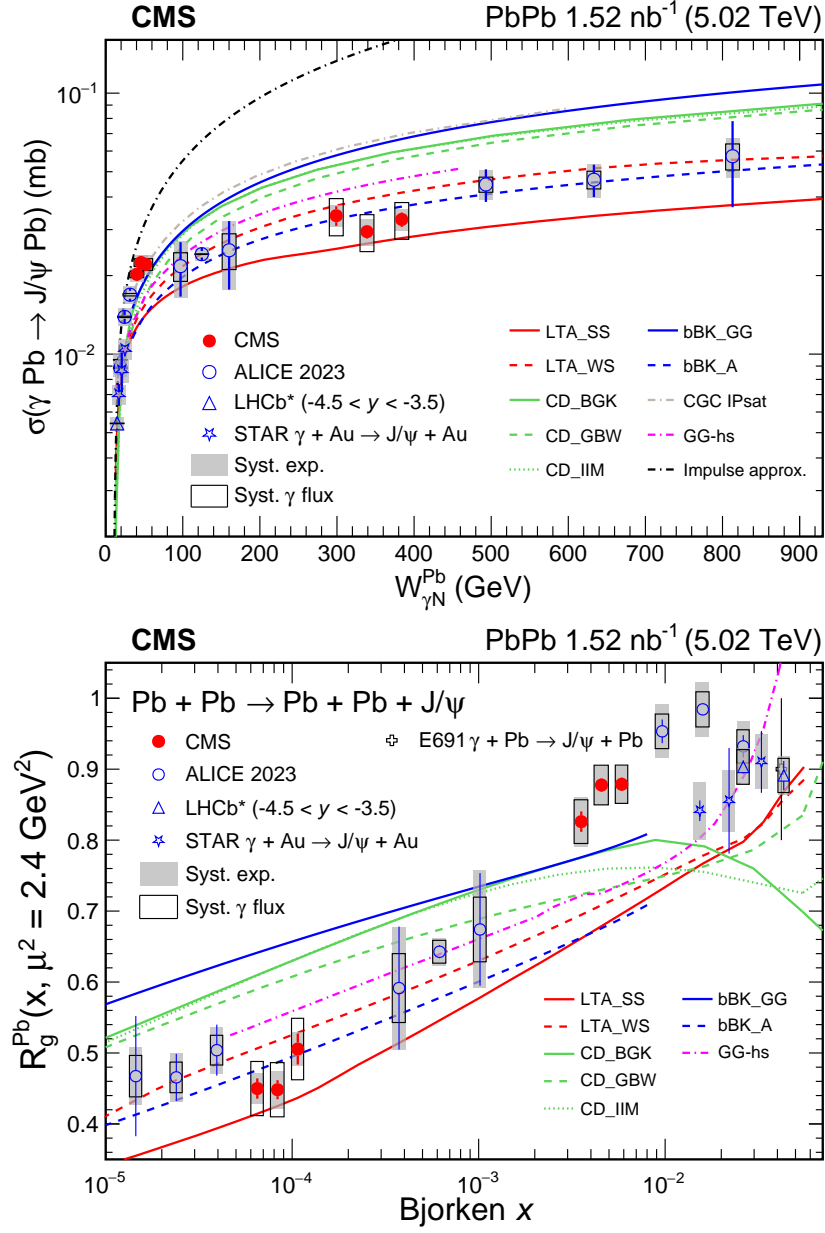 CMS PbPb 1.52 nb⁻¹ (5.02 TeV)
σ(γ Pb → J/ψ Pb) (mb)
10⁻¹
10⁻²
CMS
ALICE 2023
LHCb* (-4.5 < y < -3.5)
STAR γ + Au → J/ψ + Au
Syst. exp.
Syst. γ flux
LTA_SS
LTA_WS
CD_BGK
CD_GBW
CD_IIM
bBK_GG
bBK_A
CGC IPsat
GG-hs
Impulse approx.
0 100 200 300 400 500 600 700 800 900
W_γN^Pb (GeV)
CMS PbPb 1.52 nb⁻¹ (5.02 TeV)
R_g^Pb(x, μ² = 2.4 GeV²)
1
0.9
0.8
0.7
0.6
0.5
0.4
Pb + Pb → Pb + Pb + J/ψ
CMS
E691 γ + Pb → J/ψ + Pb
ALICE 2023
LHCb* (-4.5 < y < -3.5)
STAR γ + Au → J/ψ + Au
Syst. exp.
Syst. γ flux
LTA_SS
LTA_WS
CD_BGK
CD_GBW
CD_IIM
bBK_GG
bBK_A
GG-hs
10⁻⁵ 10⁻⁴ 10⁻³ 10⁻²
Bjorken x